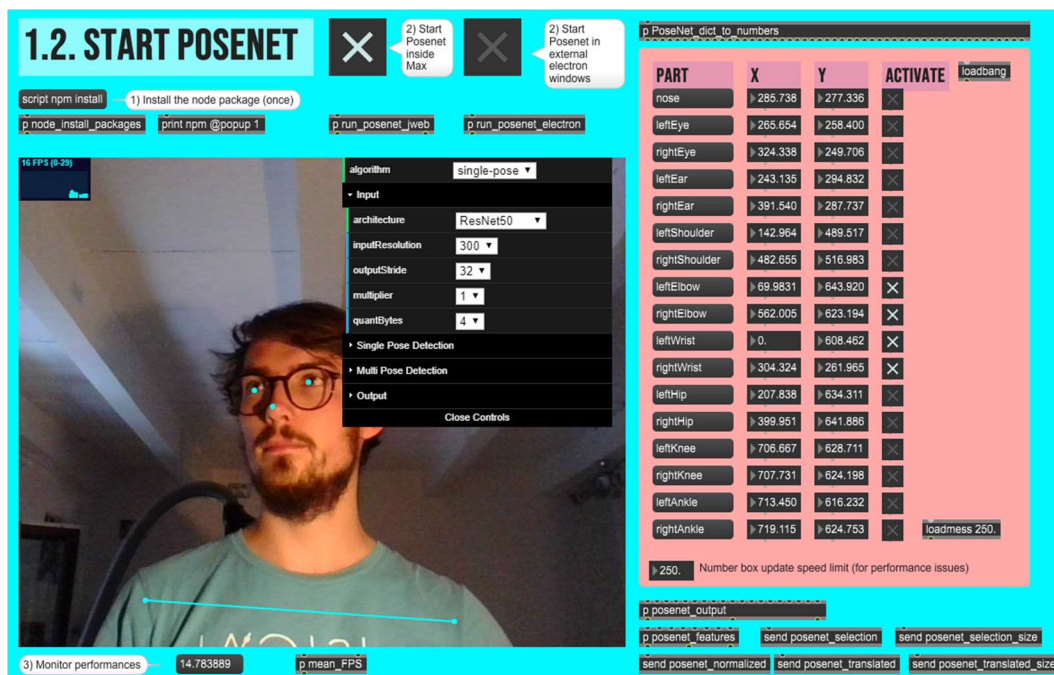 1.2. START POSENET
2) Start
Posenet
inside
Max
2) Start
Posenet in
external
electron
windows
script npm install
1) Install the node package (once)
p node_install_packages
print npm @popup 1
p run_posenet_jweb
p run_posenet_electron
16 FPS (0-29)
algorithm single-pose
Input
architecture ResNet50
inputResolution 300
outputStride 32
multiplier 1
quantBytes 4
Single Pose Detection
Multi Pose Detection
Output
Close Controls
3) Monitor performances
14.783889
p mean_FPS
p PoseNet_dict_to_numbers
PART X Y ACTIVATE loadbang
nose 285.738 277.336
leftEye 265.654 258.400
rightEye 324.338 249.706
leftEar 243.135 294.832
rightEar 391.540 287.737
leftShoulder 142.964 489.517
rightShoulder 482.655 516.983
leftElbow 69.9831 643.920
rightElbow 562.005 623.194
leftWrist 0. 608.462
rightWrist 304.324 261.965
leftHip 207.838 634.311
rightHip 399.951 641.886
leftKnee 706.667 628.711
rightKnee 707.731 624.198
leftAnkle 713.450 616.232
rightAnkle 719.115 624.753 loadmess 250.
250. Number box update speed limit (for performance issues)
p posenet_output
p posenet_features send posenet_selection send posenet_selection_size
send posenet_normalized send posenet_translated send posenet_translated_size